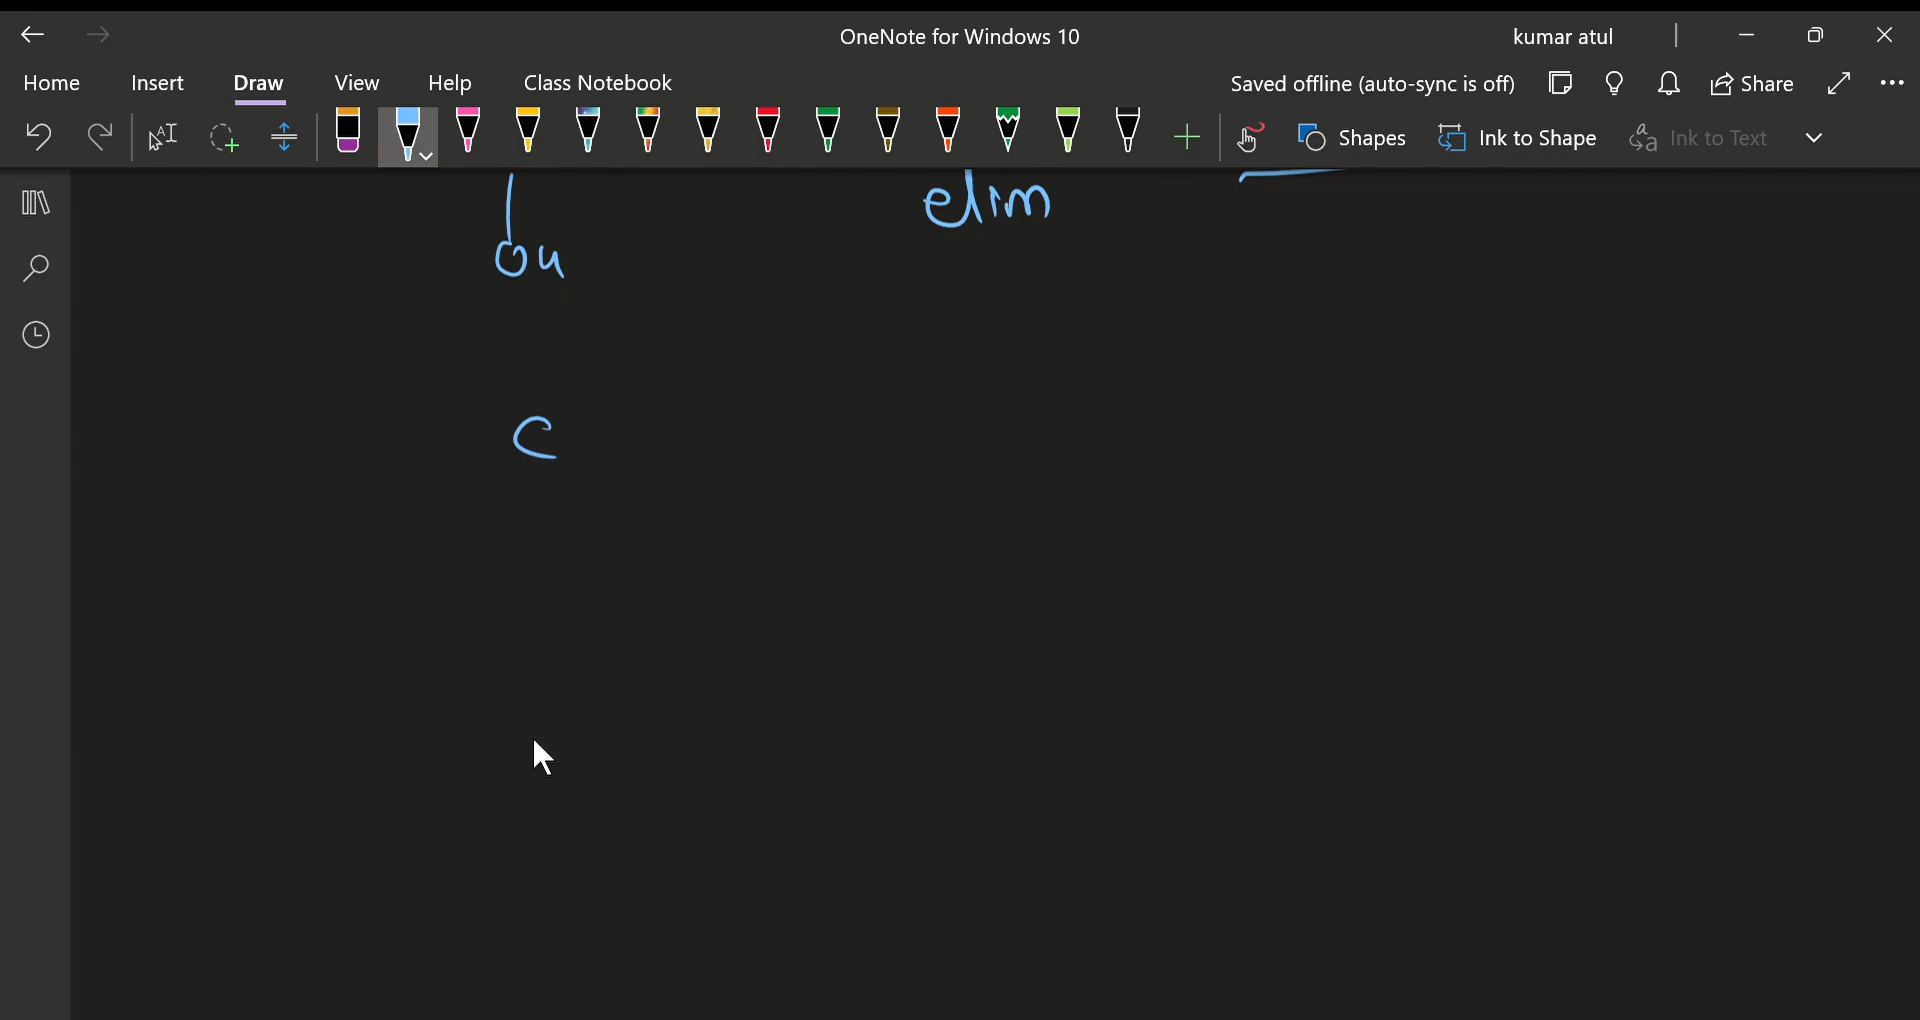 OneNote for Windows 10
kumar atul
Home Insert Draw View Help Class Notebook
Saved offline (auto-sync is off) Share
Shapes Ink to Shape Ink to Text
elim
ou
C